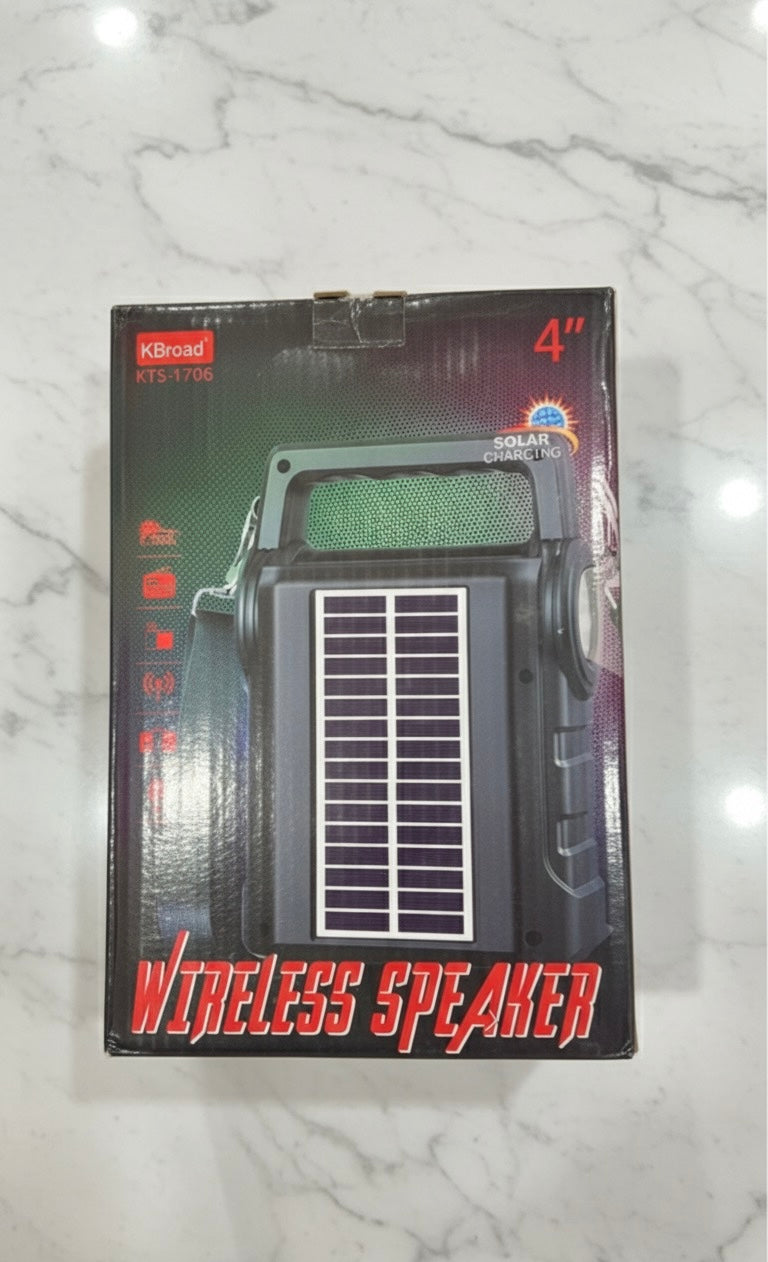 KBroad
KTS-1706
4"
SOLAR
CHARGING
WIRELESS SPEAKER